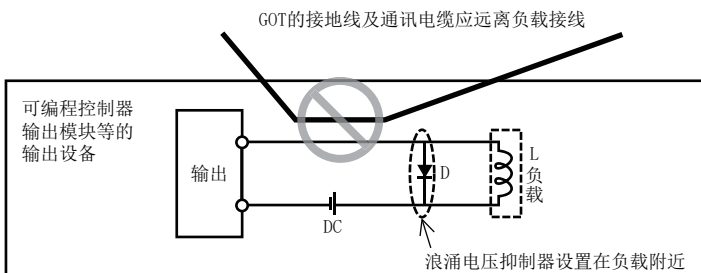 GOT的接地线及通讯电缆应远离负载接线
可编程控制器
输出模块等的
输出设备
输出
DC
D
L
负
载
浪涌电压抑制器设置在负载附近